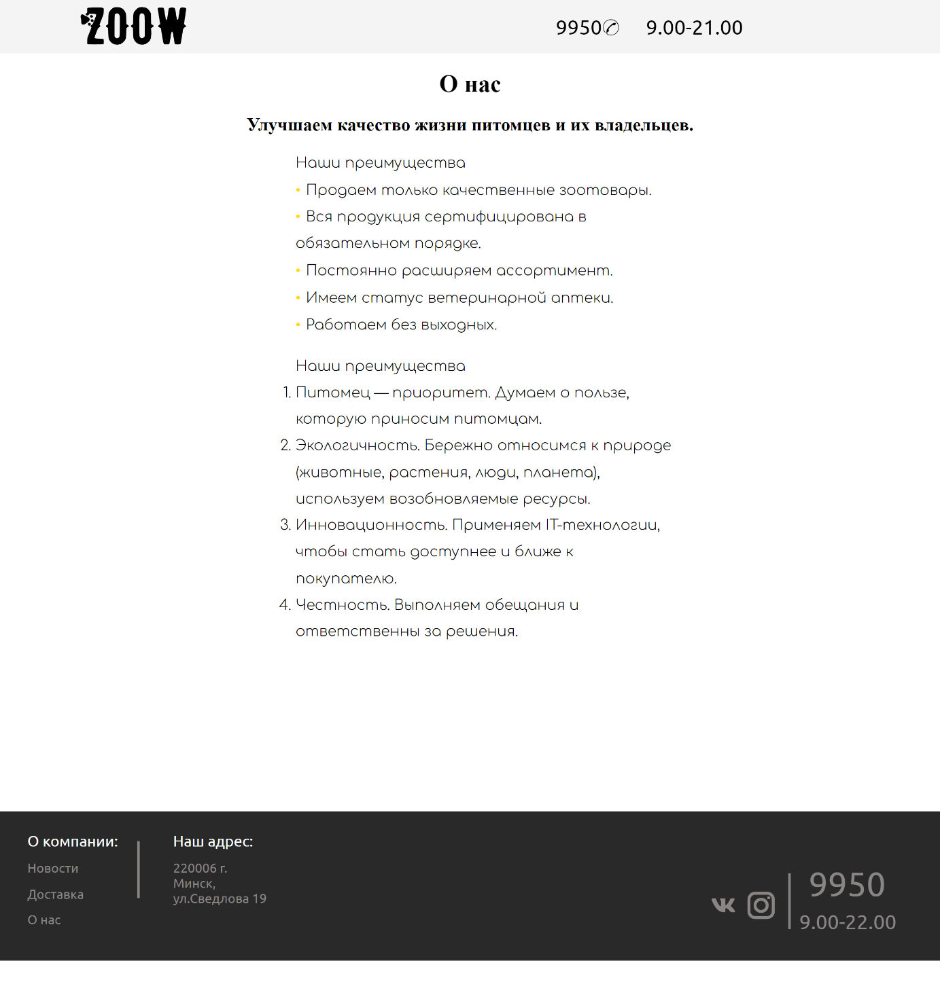 ZOOW
9950✆ 9.00-21.00
О нас
Улучшаем качество жизни питомцев и их владельцев.
Наши преимущества
• Продаем только качественные зоотовары.
• Вся продукция сертифицирована в
обязательном порядке.
• Постоянно расширяем ассортимент.
• Имеем статус ветеринарной аптеки.
• Работаем без выходных.
Наши преимущества
1. Питомец — приоритет. Думаем о пользе,
которую приносим питомцам.
2. Экологичность. Бережно относимся к природе
(животные, растения, люди, планета),
используем возобновляемые ресурсы.
3. Инновационность. Применяем IT-технологии,
чтобы стать доступнее и ближе к
покупателю.
4. Честность. Выполняем обещания и
ответственны за решения.
О компании:
Новости
Доставка
О нас
Наш адрес:
220006 г.
Минск,
ул.Сведлова 19
9950
9.00-22.00